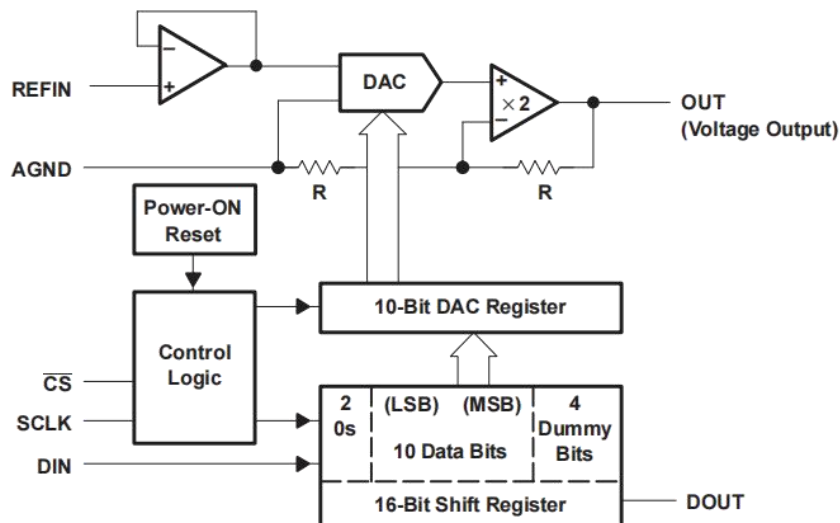 −
+
REFIN
DAC
+
× 2
−
OUT
(Voltage Output)
AGND
R
R
Power-ON
Reset
10-Bit DAC Register
Control
Logic
CS
SCLK
DIN
2
0s
(LSB) (MSB)
10 Data Bits
4
Dummy
Bits
16-Bit Shift Register
DOUT